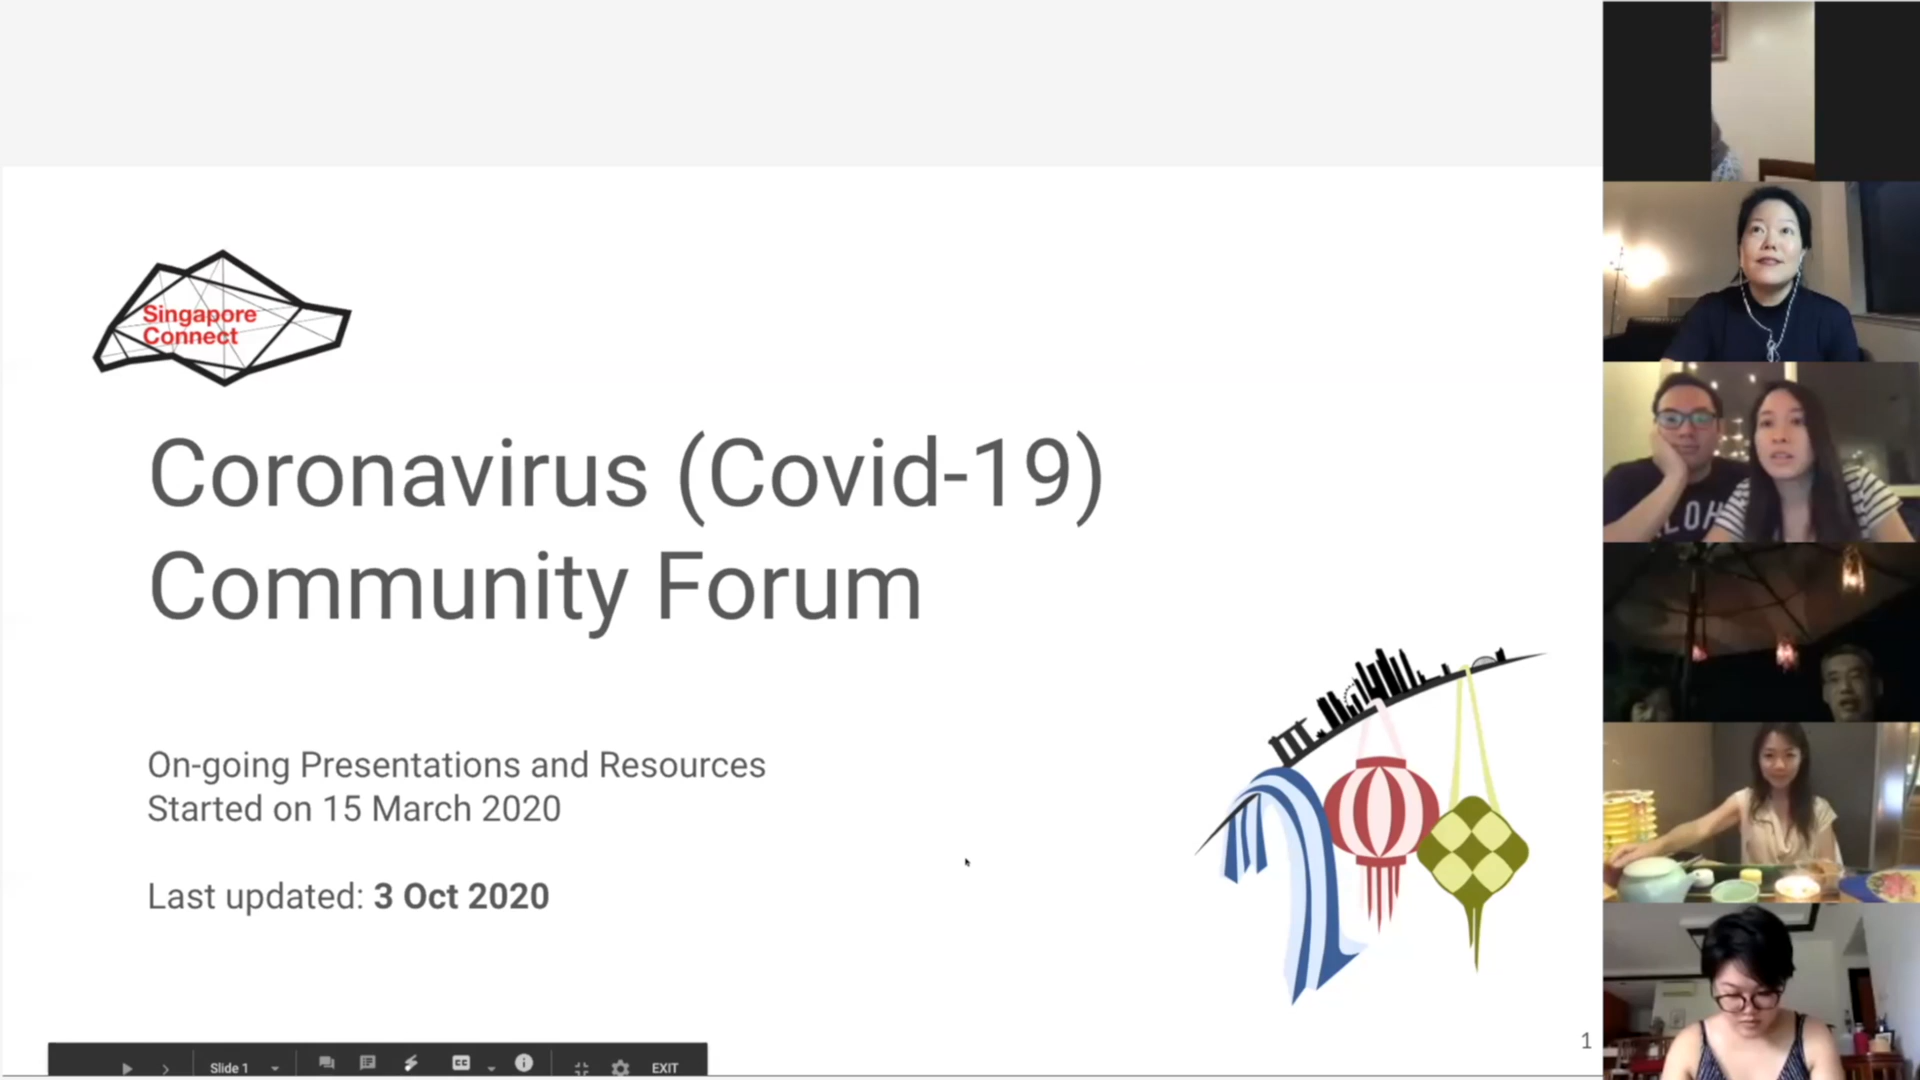 Singapore
Connect
Coronavirus (Covid-19)
Community Forum
On-going Presentations and Resources
Started on 15 March 2020
Last updated: 3 Oct 2020
1
Slide 1
CC
EXIT